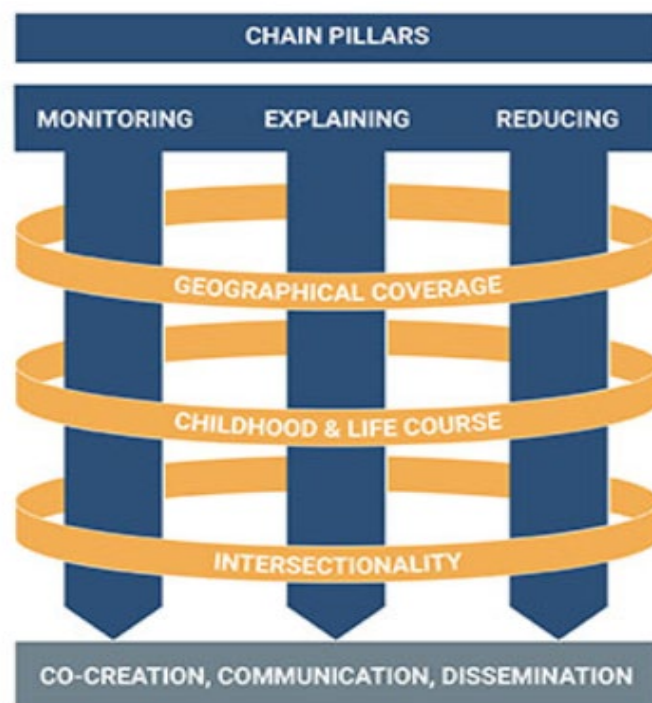 CHAIN PILLARS
MONITORING EXPLAINING REDUCING
GEOGRAPHICAL COVERAGE
CHILDHOOD & LIFE COURSE
INTERSECTIONALITY
CO-CREATION, COMMUNICATION, DISSEMINATION